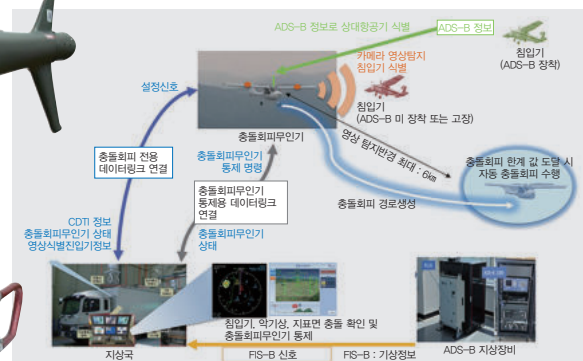 ADS-B 정보로 상대항공기 식별
ADS-B 정보
침입기
(ADS-B 장착)
카메라 영상탐지
침입기 식별
침입기
(ADS-B 미 장착 또는 고장)
설정신호
충돌회피무인기
충돌회피 전용
데이터링크 연결
충돌회피무인기
통제 명령
충돌회피무인기
통제용 데이터링크
연결
영상 탐지반경 최대 : 6km
충돌회피 한계 값 도달 시
자동 충돌회피 수행
충돌회피 경로생성
CDTI 정보
충돌회피무인기 상태
영상식별진입기정보
충돌회피무인기
상태
침입기, 악기상, 지표면 충돌 확인 및
충돌회피무인기 통제
지상국
ADS-B 지상장비
FIS-B 신호
FIS-B : 기상정보